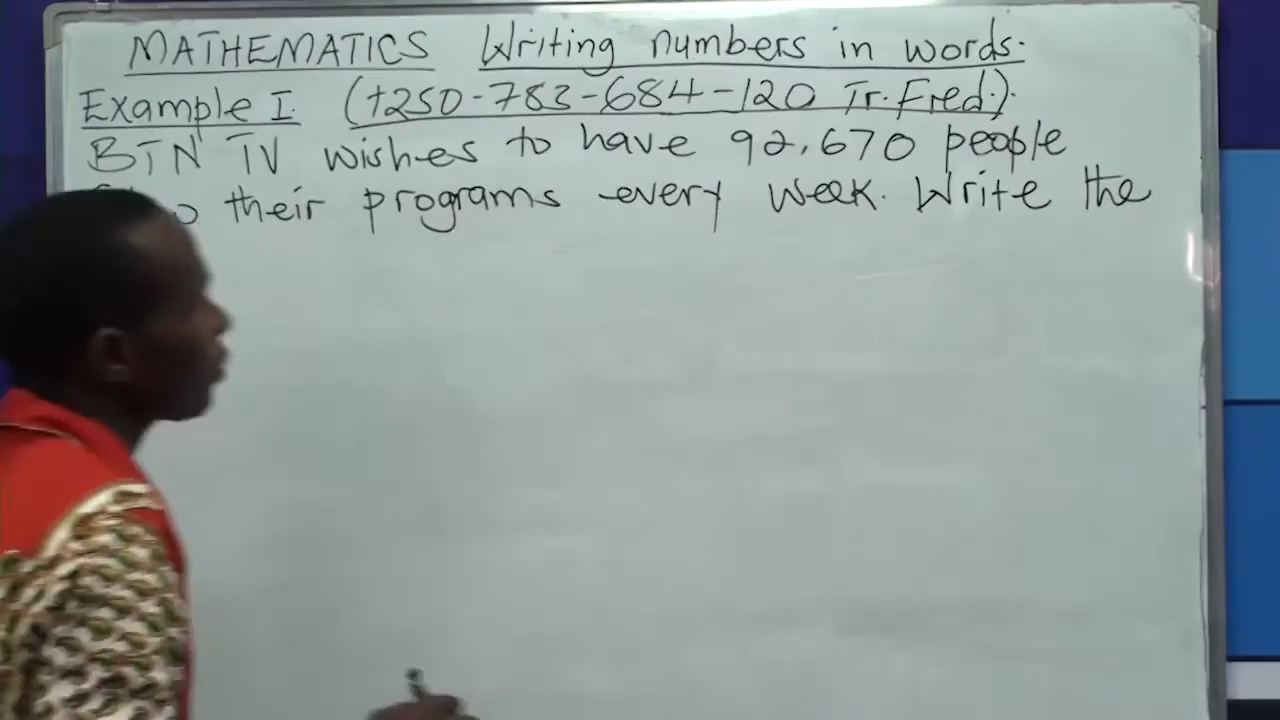 MATHEMATICS Writing numbers in words.
Example I. (+250-783-684-120 Tr. Fred.).
BTN TV wishes to have 92,670 people
their programs every week. Write the